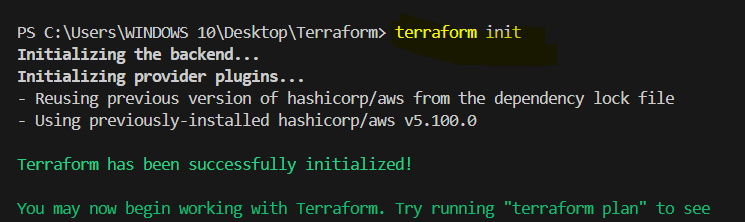 PS C:\Users\WINDOWS 10\Desktop\Terraform> terraform init
Initializing the backend...
Initializing provider plugins...
- Reusing previous version of hashicorp/aws from the dependency lock file
- Using previously-installed hashicorp/aws v5.100.0
Terraform has been successfully initialized!
You may now begin working with Terraform. Try running "terraform plan" to see